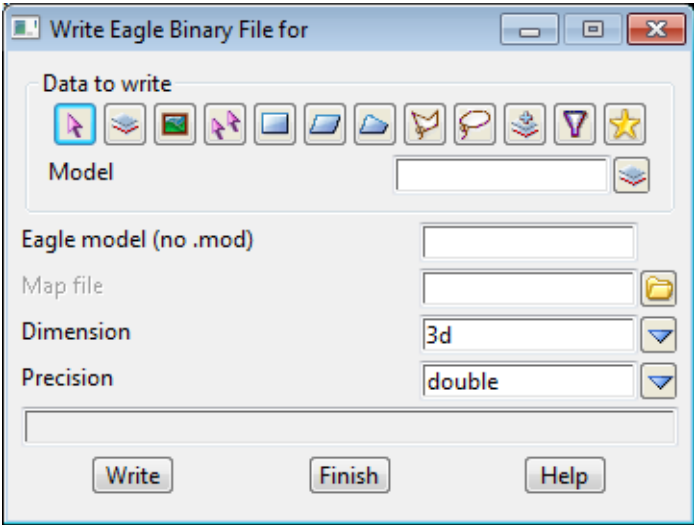 Write Eagle Binary File for
Data to write
Model
Eagle model (no .mod)
Map file
Dimension 3d
Precision double
Write Finish Help